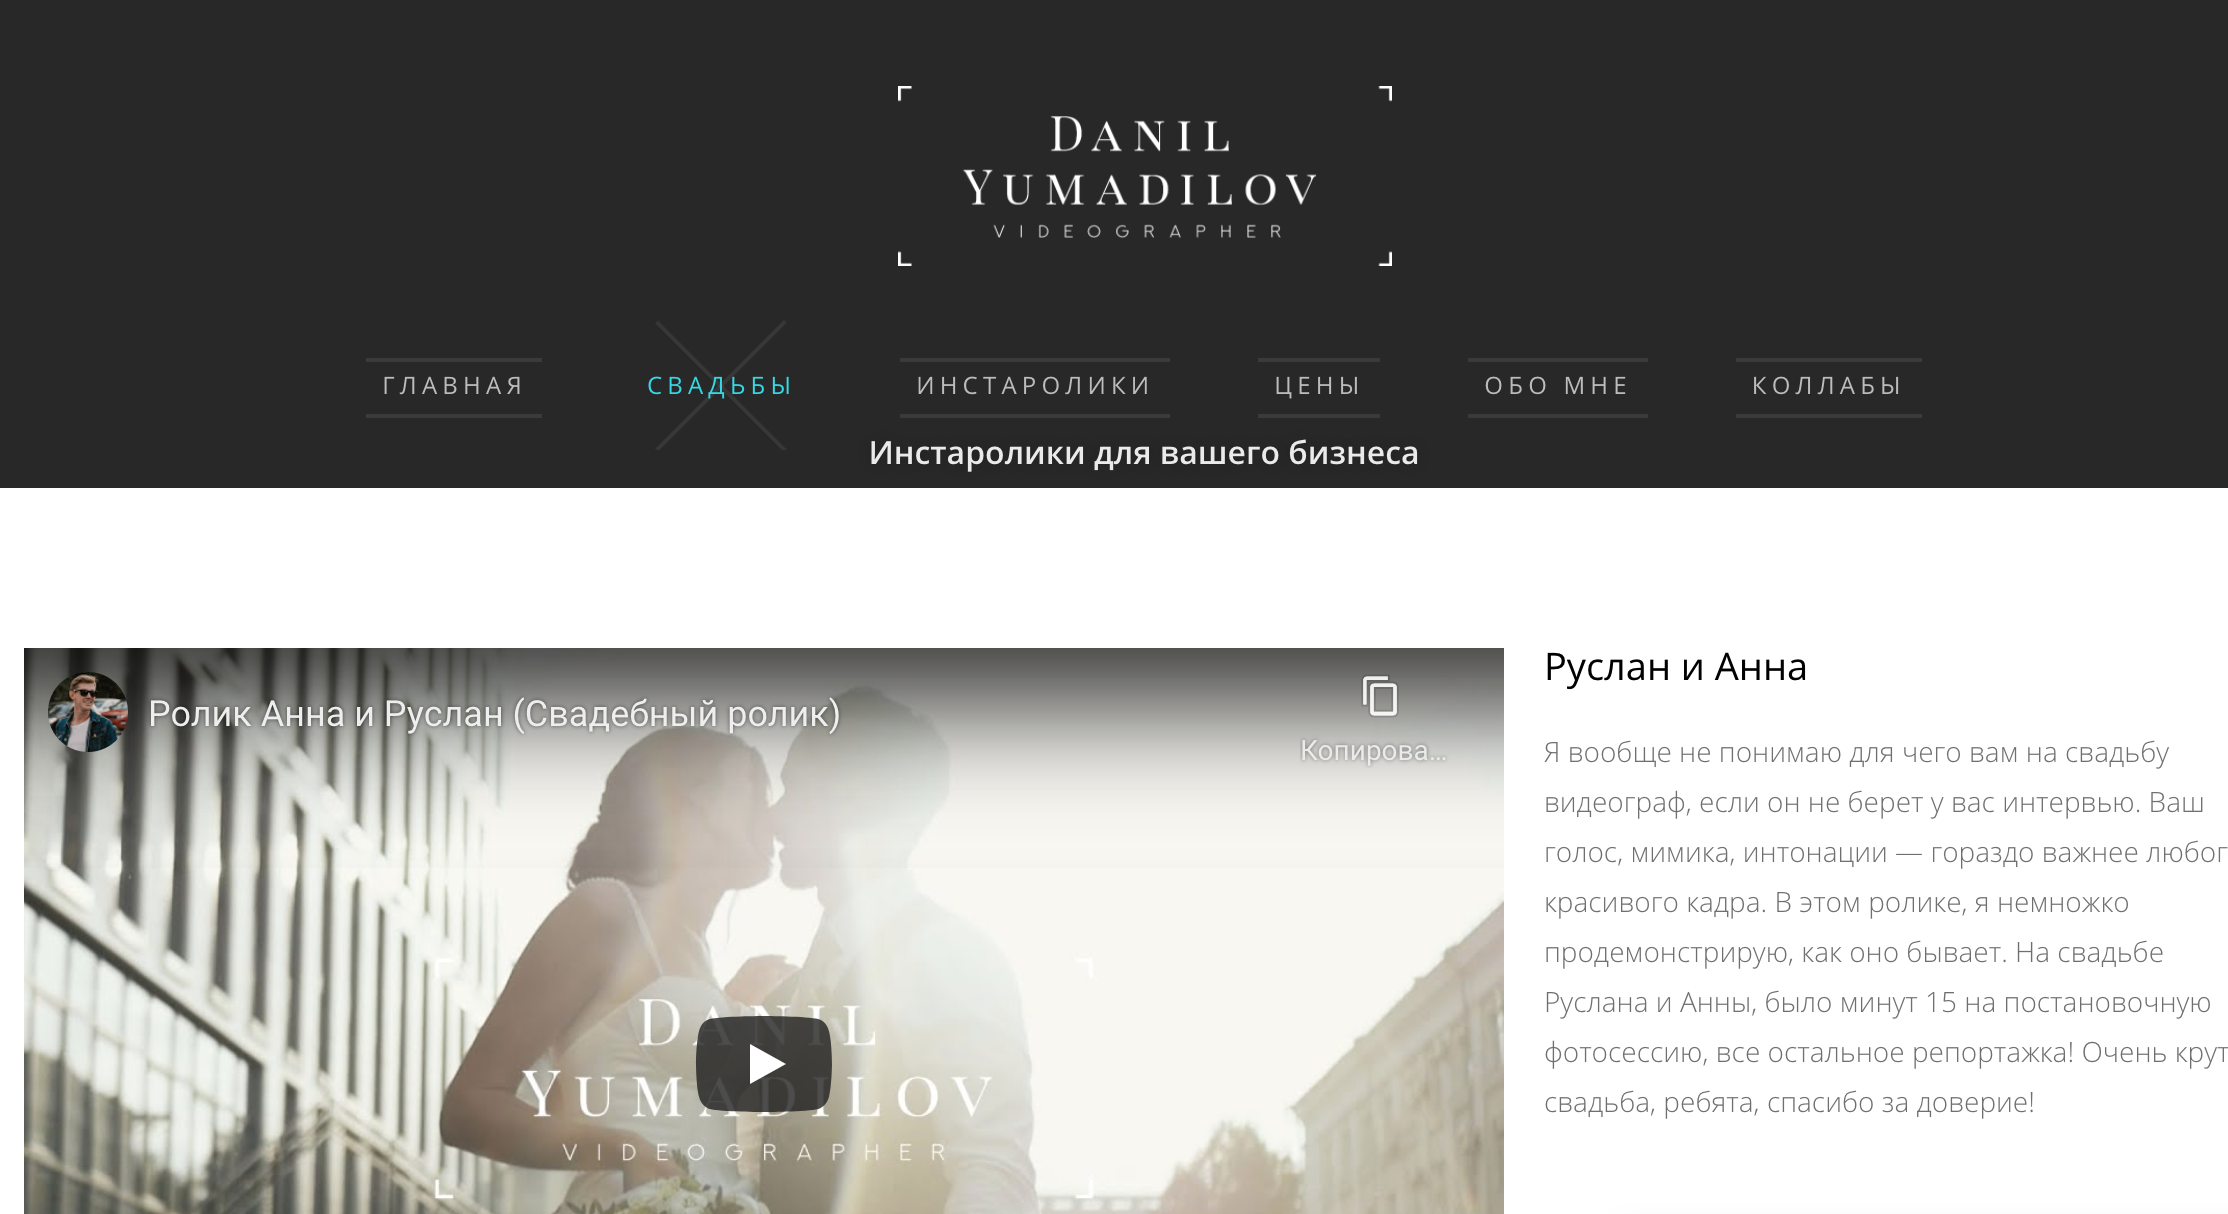 DANIL
YUMADILOV
VIDEOGRAPHER
ГЛАВНАЯ СВАДЬБЫ ИНСТАРОЛИКИ ЦЕНЫ ОБО МНЕ КОЛЛАБЫ
Инстаролики для вашего бизнеса
Ролик Анна и Руслан (Свадебный ролик)
Копирова...
DANIL
YUMADILOV
VIDEOGRAPHER
Руслан и Анна
Я вообще не понимаю для чего вам на свадьбу
видеограф, если он не берет у вас интервью. Ваш
голос, мимика, интонации — гораздо важнее любог
красивого кадра. В этом ролике, я немножко
продемонстрирую, как оно бывает. На свадьбе
Руслана и Анны, было минут 15 на постановочную
фотосессию, все остальное репортажка! Очень крут
свадьба, ребята, спасибо за доверие!